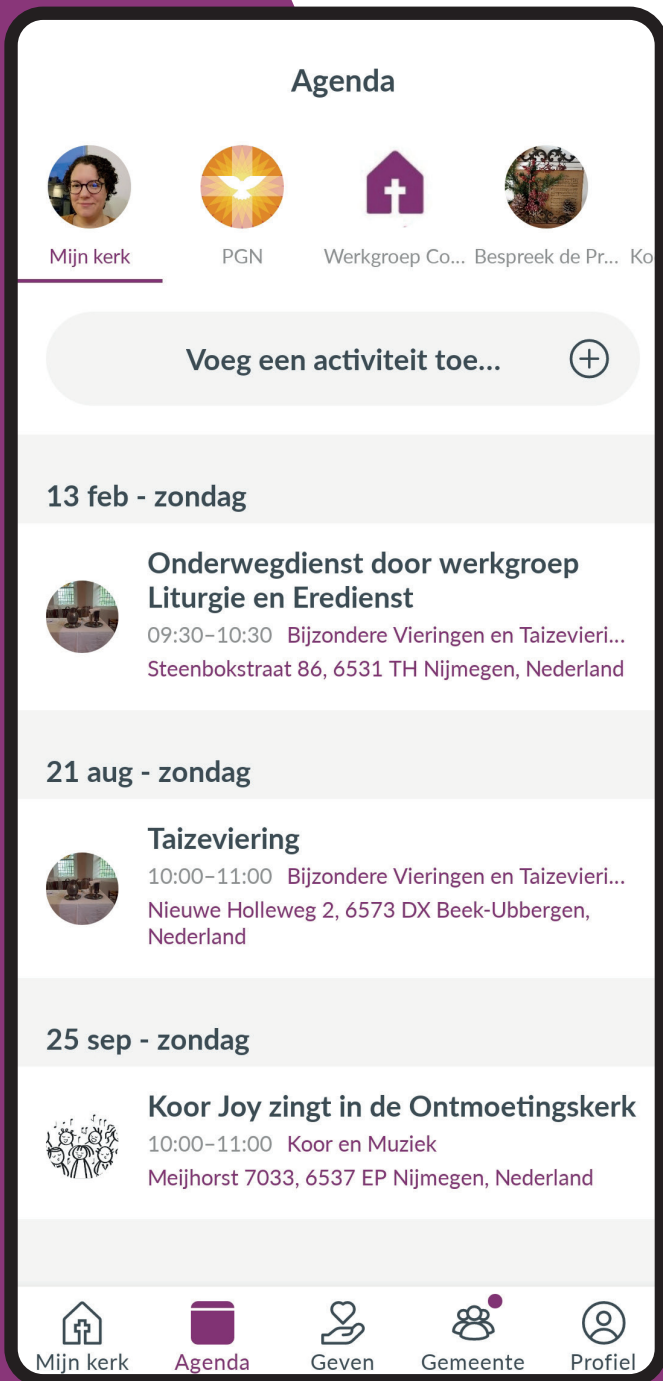 Agenda
Mijn kerk
PGN
Werkgroep Co...
Bespreek de Pr...
Ko
Voeg een activiteit toe...
13 feb - zondag
Onderwegdienst door werkgroep
Liturgie en Eredienst
09:30–10:30 Bijzondere Vieringen en Taizevieri...
Steenbokstraat 86, 6531 TH Nijmegen, Nederland
21 aug - zondag
Taizeviering
10:00–11:00 Bijzondere Vieringen en Taizevieri...
Nieuwe Holleweg 2, 6573 DX Beek-Ubbergen,
Nederland
25 sep - zondag
Koor Joy zingt in de Ontmoetingskerk
10:00–11:00 Koor en Muziek
Meijhorst 7033, 6537 EP Nijmegen, Nederland
Mijn kerk
Agenda
Geven
Gemeente
Profiel